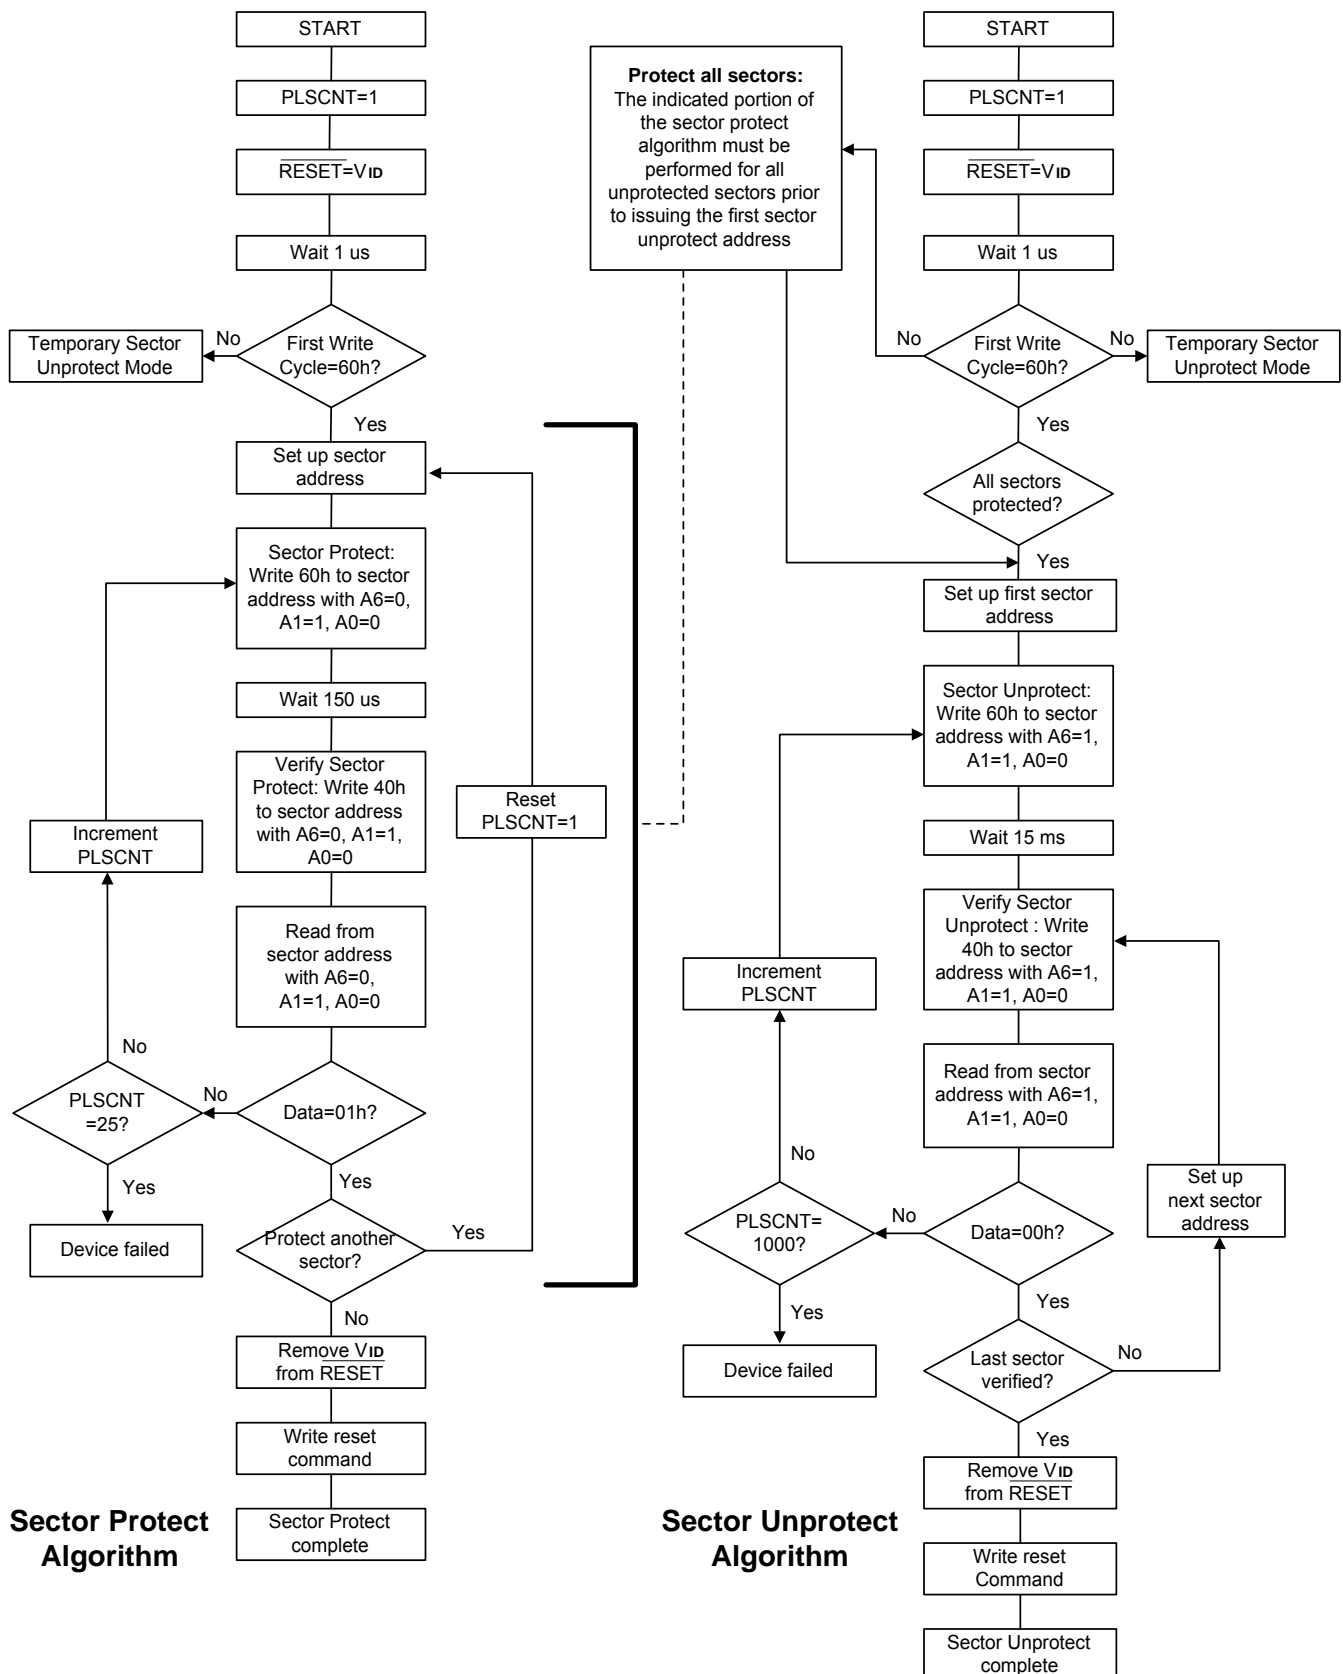 START
PLSCNT=1
RESET=VID
Wait 1 us
First Write
Cycle=60h?
No
Temporary Sector
Unprotect Mode
Yes
Set up sector
address
Sector Protect:
Write 60h to sector
address with A6=0,
A1=1, A0=0
Wait 150 us
Verify Sector
Protect: Write 40h
to sector address
with A6=0, A1=1,
A0=0
Reset
PLSCNT=1
Increment
PLSCNT
Read from
sector address
with A6=0,
A1=1, A0=0
No
PLSCNT
=25?
No
Data=01h?
Yes
Yes
Device failed
Protect another
sector?
Yes
No
Remove VID
from RESET
Write reset
command
Sector Protect
complete
Sector Protect
Algorithm
Protect all sectors:
The indicated portion of
the sector protect
algorithm must be
performed for all
unprotected sectors prior
to issuing the first sector
unprotect address
START
PLSCNT=1
RESET=VID
Wait 1 us
No
First Write
Cycle=60h?
No
Temporary Sector
Unprotect Mode
Yes
All sectors
protected?
Yes
Set up first sector
address
Sector Unprotect:
Write 60h to sector
address with A6=1,
A1=1, A0=0
Wait 15 ms
Verify Sector
Unprotect : Write
40h to sector
address with A6=1,
A1=1, A0=0
Increment
PLSCNT
Read from sector
address with A6=1,
A1=1, A0=0
No
PLSCNT=
1000?
No
Data=00h?
Set up
next sector
address
Yes
Yes
Device failed
Last sector
verified?
No
Yes
Remove VID
from RESET
Write reset
Command
Sector Unprotect
complete
Sector Unprotect
Algorithm